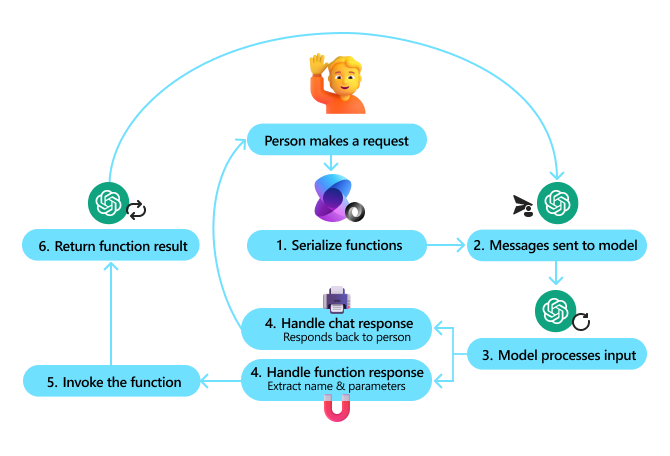 Person makes a request
6. Return function result
1. Serialize functions
2. Messages sent to model
4. Handle chat response
Responds back to person
3. Model processes input
4. Handle function response
Extract name & parameters
5. Invoke the function